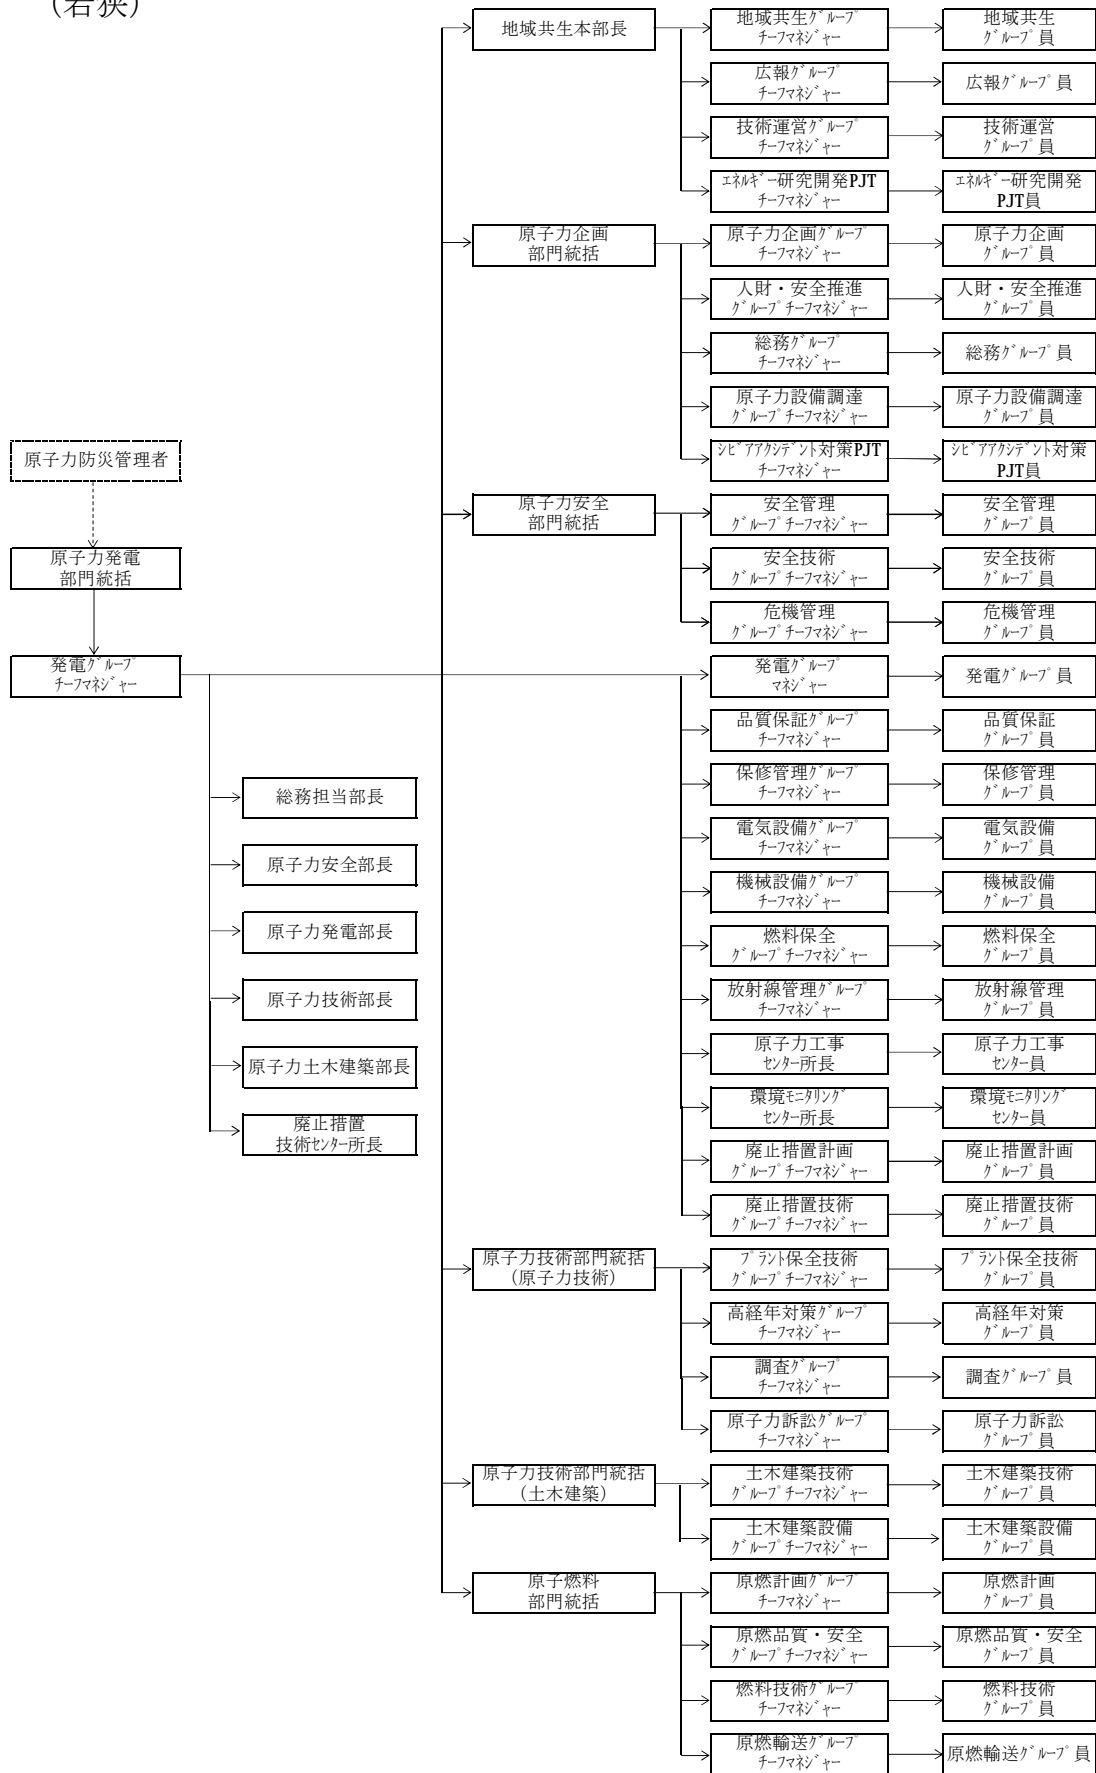 （若狭）
地域共生本部長
地域共生ｸﾞﾙｰﾌﾟ
ﾁｰﾌﾏﾈｼﾞｬｰ
地域共生
ｸﾞﾙｰﾌﾟ員
広報ｸﾞﾙｰﾌﾟ
ﾁｰﾌﾏﾈｼﾞｬｰ
広報ｸﾞﾙｰﾌﾟ員
技術運営ｸﾞﾙｰﾌﾟ
ﾁｰﾌﾏﾈｼﾞｬｰ
技術運営
ｸﾞﾙｰﾌﾟ員
ｴﾈﾙｷﾞｰ研究開発PJT
ﾁｰﾌﾏﾈｼﾞｬｰ
ｴﾈﾙｷﾞｰ研究開発
PJT員
原子力企画
部門統括
原子力企画ｸﾞﾙｰﾌﾟ
ﾁｰﾌﾏﾈｼﾞｬｰ
原子力企画
ｸﾞﾙｰﾌﾟ員
人財・安全推進
ｸﾞﾙｰﾌﾟﾁｰﾌﾏﾈｼﾞｬｰ
人財・安全推進
ｸﾞﾙｰﾌﾟ員
総務ｸﾞﾙｰﾌﾟ
ﾁｰﾌﾏﾈｼﾞｬｰ
総務ｸﾞﾙｰﾌﾟ員
原子力設備調達
ｸﾞﾙｰﾌﾟﾁｰﾌﾏﾈｼﾞｬｰ
原子力設備調達
ｸﾞﾙｰﾌﾟ員
ｼﾋﾞｱｱｸｼﾃﾞﾝﾄ対策PJT
ﾁｰﾌﾏﾈｼﾞｬｰ
ｼﾋﾞｱｱｸｼﾃﾞﾝﾄ対策
PJT員
原子力防災管理者
原子力発電
部門統括
発電ｸﾞﾙｰﾌﾟ
ﾁｰﾌﾏﾈｼﾞｬｰ
原子力安全
部門統括
安全管理
ｸﾞﾙｰﾌﾟﾁｰﾌﾏﾈｼﾞｬｰ
安全管理
ｸﾞﾙｰﾌﾟ員
安全技術
ｸﾞﾙｰﾌﾟﾁｰﾌﾏﾈｼﾞｬｰ
安全技術
ｸﾞﾙｰﾌﾟ員
危機管理
ｸﾞﾙｰﾌﾟﾁｰﾌﾏﾈｼﾞｬｰ
危機管理
ｸﾞﾙｰﾌﾟ員
発電ｸﾞﾙｰﾌﾟ
ﾏﾈｼﾞｬｰ
発電ｸﾞﾙｰﾌﾟ員
品質保証ｸﾞﾙｰﾌﾟ
ﾁｰﾌﾏﾈｼﾞｬｰ
品質保証
ｸﾞﾙｰﾌﾟ員
保修管理ｸﾞﾙｰﾌﾟ
ﾁｰﾌﾏﾈｼﾞｬｰ
保修管理
ｸﾞﾙｰﾌﾟ員
電気設備ｸﾞﾙｰﾌﾟ
ﾁｰﾌﾏﾈｼﾞｬｰ
電気設備
ｸﾞﾙｰﾌﾟ員
機械設備ｸﾞﾙｰﾌﾟ
ﾁｰﾌﾏﾈｼﾞｬｰ
機械設備
ｸﾞﾙｰﾌﾟ員
燃料保全
ｸﾞﾙｰﾌﾟﾁｰﾌﾏﾈｼﾞｬｰ
燃料保全
ｸﾞﾙｰﾌﾟ員
放射線管理ｸﾞﾙｰﾌﾟ
ﾁｰﾌﾏﾈｼﾞｬｰ
放射線管理
ｸﾞﾙｰﾌﾟ員
原子力工事
ｾﾝﾀｰ所長
原子力工事
ｾﾝﾀｰ員
環境ﾓﾆﾀﾘﾝｸﾞ
ｾﾝﾀｰ所長
環境ﾓﾆﾀﾘﾝｸﾞ
ｾﾝﾀｰ員
廃止措置計画
ｸﾞﾙｰﾌﾟﾁｰﾌﾏﾈｼﾞｬｰ
廃止措置計画
ｸﾞﾙｰﾌﾟ員
廃止措置技術
ｸﾞﾙｰﾌﾟﾁｰﾌﾏﾈｼﾞｬｰ
廃止措置技術
ｸﾞﾙｰﾌﾟ員
総務担当部長
原子力安全部長
原子力発電部長
原子力技術部長
原子力土木建築部長
廃止措置
技術ｾﾝﾀｰ所長
原子力技術部門統括
（原子力技術）
ﾌﾟﾗﾝﾄ保全技術
ｸﾞﾙｰﾌﾟﾁｰﾌﾏﾈｼﾞｬｰ
ﾌﾟﾗﾝﾄ保全技術
ｸﾞﾙｰﾌﾟ員
高経年対策ｸﾞﾙｰﾌﾟ
ﾁｰﾌﾏﾈｼﾞｬｰ
高経年対策
ｸﾞﾙｰﾌﾟ員
調査ｸﾞﾙｰﾌﾟ
ﾁｰﾌﾏﾈｼﾞｬｰ
調査ｸﾞﾙｰﾌﾟ員
原子力訴訟ｸﾞﾙｰﾌﾟ
ﾁｰﾌﾏﾈｼﾞｬｰ
原子力訴訟
ｸﾞﾙｰﾌﾟ員
原子力技術部門統括
（土木建築）
土木建築技術
ｸﾞﾙｰﾌﾟﾁｰﾌﾏﾈｼﾞｬｰ
土木建築技術
ｸﾞﾙｰﾌﾟ員
土木建築設備
ｸﾞﾙｰﾌﾟﾁｰﾌﾏﾈｼﾞｬｰ
土木建築設備
ｸﾞﾙｰﾌﾟ員
原子燃料
部門統括
原燃計画ｸﾞﾙｰﾌﾟ
ﾁｰﾌﾏﾈｼﾞｬｰ
原燃計画
ｸﾞﾙｰﾌﾟ員
原燃品質・安全
ｸﾞﾙｰﾌﾟﾁｰﾌﾏﾈｼﾞｬｰ
原燃品質・安全
ｸﾞﾙｰﾌﾟ員
燃料技術ｸﾞﾙｰﾌﾟ
ﾁｰﾌﾏﾈｼﾞｬｰ
燃料技術
ｸﾞﾙｰﾌﾟ員
原燃輸送ｸﾞﾙｰﾌﾟ
ﾁｰﾌﾏﾈｼﾞｬｰ
原燃輸送ｸﾞﾙｰﾌﾟ員